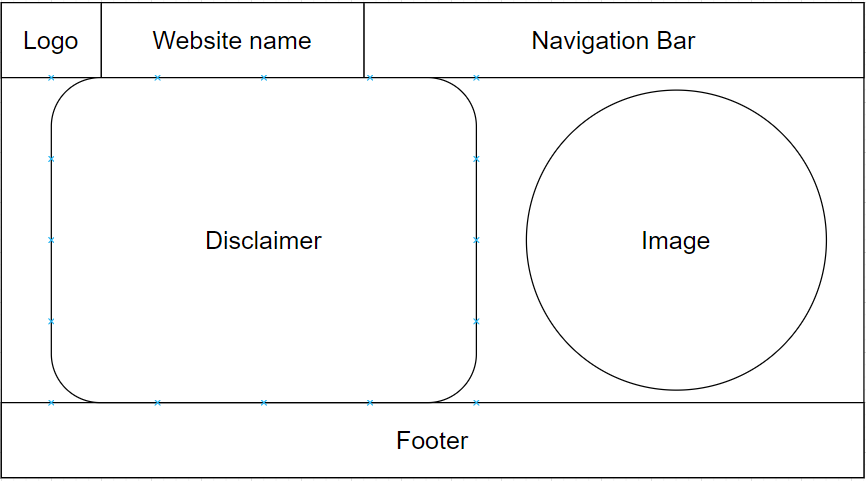 Logo
Website name
Navigation Bar
Disclaimer
Image
Footer